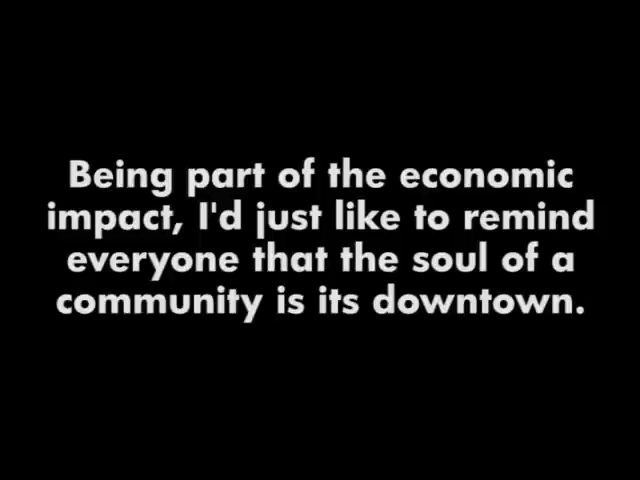 Being part of the economic
impact, I'd just like to remind
everyone that the soul of a
community is its downtown.